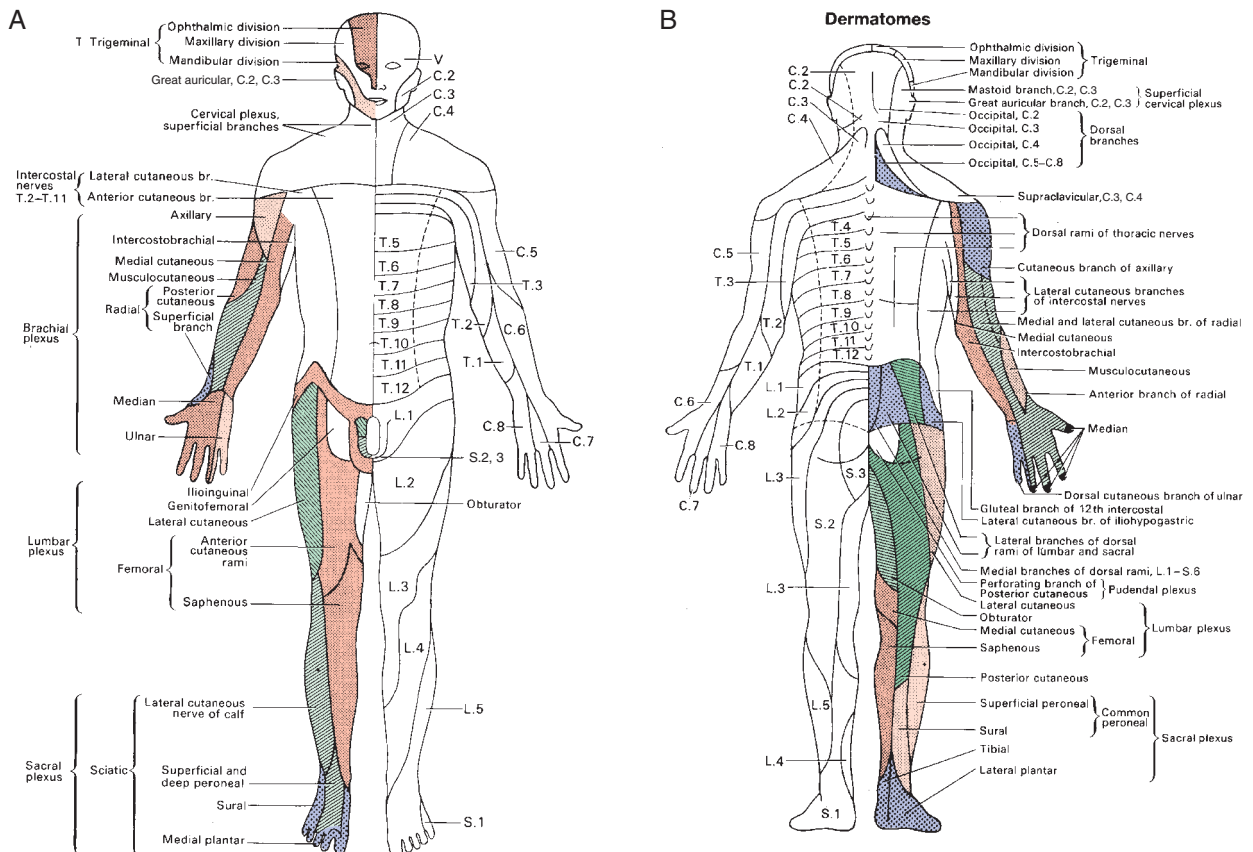 A
T Trigeminal
Ophthalmic division
Maxillary division
Mandibular division
Great auricular, C.2, C.3
Cervical plexus,
superficial branches
Intercostal
nerves
T.2–T.11
Lateral cutaneous br.
Anterior cutaneous br.
Brachial
plexus
Axillary
Intercostobrachial
Medial cutaneous
Musculocutaneous
Radial
Posterior
cutaneous
Superficial
branch
Median
Ulnar
Lumbar
plexus
Ilioinguinal
Genitofemoral
Lateral cutaneous
Femoral
Anterior
cutaneous
rami
Saphenous
Sacral
plexus
Sciatic
Lateral cutaneous
nerve of calf
Superficial and
deep peroneal
Sural
Medial plantar
V
C.2
C.3
C.4
T.5
T.6
T.7
T.8
T.9
T.10
T.11
T.12
C.5
T.3
T.2
C.6
T.1
L.1
C.8
C.7
S.2, 3
L.2
Obturator
L.3
L.4
L.5
S.1
B
Dermatomes
C.2
C.2
C.3
C.4
C.5
T.3
T.4
T.5
T.6
T.7
T.8
T.9
T.10
T.11
T.12
T.2
T.1
L.1
L.2
C.6
C.8
C.7
L.3
S.3
S.2
L.3
L.5
L.4
S.1
Ophthalmic division
Maxillary division
Mandibular division
Trigeminal
Mastoid branch, C.2, C.3
Great auricular branch, C.2, C.3
Superficial
cervical plexus
Occipital, C.2
Occipital, C.3
Occipital, C.4
Occipital, C.5–C.8
Dorsal
branches
Supraclavicular, C.3, C.4
Dorsal rami of thoracic nerves
Cutaneous branch of axillary
Lateral cutaneous branches
of intercostal nerves
Medial and lateral cutaneous br. of radial
Medial cutaneous
Intercostobrachial
Musculocutaneous
Anterior branch of radial
Median
Dorsal cutaneous branch of ulnar
Gluteal branch of 12th intercostal
Lateral cutaneous br. of iliohypogastric
Lateral branches of dorsal
rami of lumbar and sacral
Medial branches of dorsal rami, L.1–S.6
Perforating branch of
Posterior cutaneous
Pudendal plexus
Lateral cutaneous
Obturator
Medial cutaneous
Saphenous
Femoral
Lumbar plexus
Posterior cutaneous
Superficial peroneal
Sural
Common
peroneal
Tibial
Lateral plantar
Sacral plexus